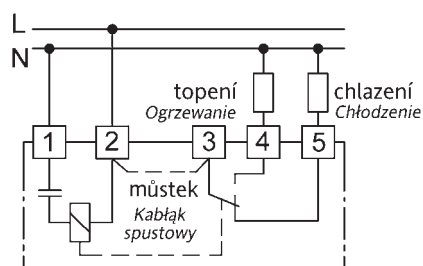 L
N
topení
Ogrzewanie
chlazení
Chłodzenie
1 2 3 4 5
můstek
Kabłąk
spustowy